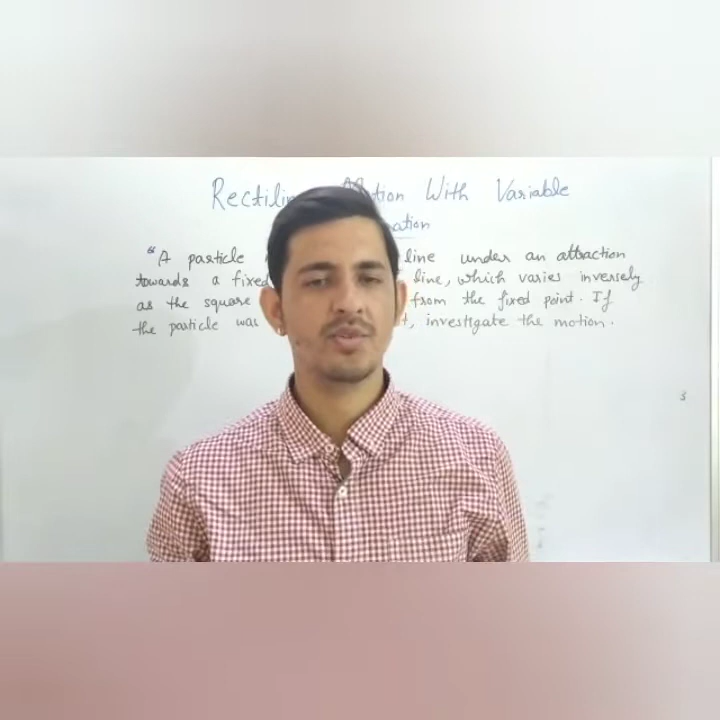 Rectilin Motion With Variable
ation
"A particle line under an attraction
towards a fixed line, which varies inversely
as the square from the fixed point. If
the particle was t, investigate the motion.
3